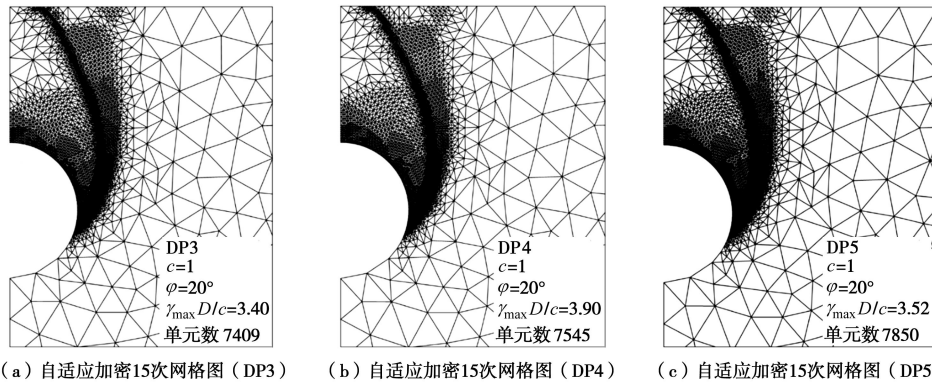 DP3
c=1
φ=20°
γmax D/c=3.40
单元数 7409
DP4
c=1
φ=20°
γmax D/c=3.90
单元数 7545
DP5
c=1
φ=20°
γmax D/c=3.52
单元数 7850
（a）自适应加密15次网格图（DP3）
（b）自适应加密15次网格图（DP4）
（c）自适应加密15次网格图（DP5